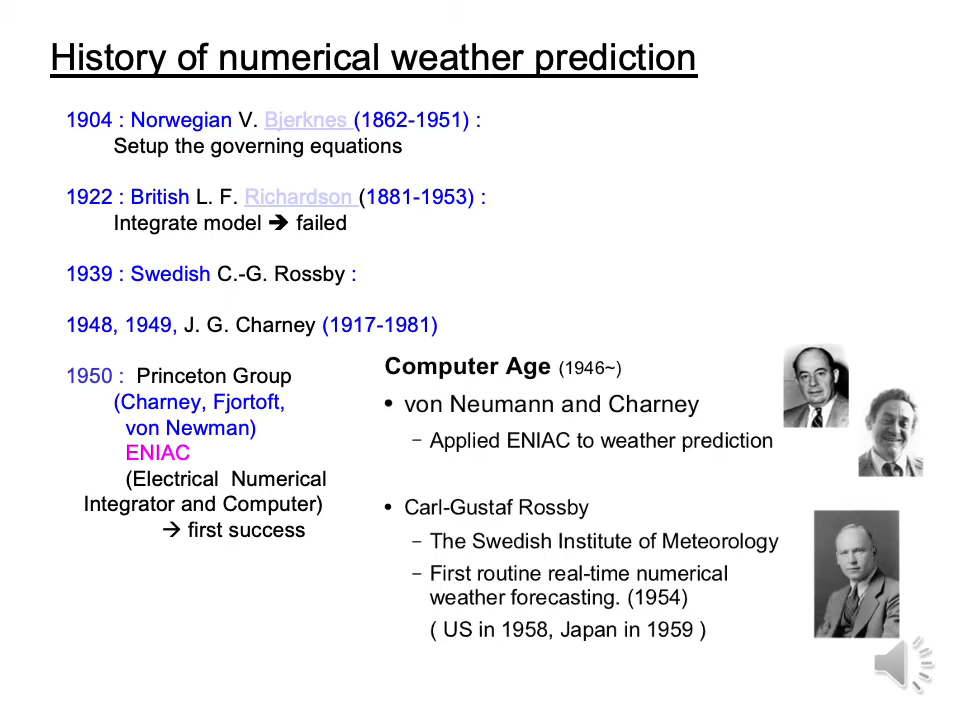 History of numerical weather prediction
1904 : Norwegian V. Bjerknes (1862-1951) :
Setup the governing equations
1922 : British L. F. Richardson (1881-1953) :
Integrate model ➔ failed
1939 : Swedish C.-G. Rossby :
1948, 1949, J. G. Charney (1917-1981)
1950 : Princeton Group
(Charney, Fjortoft,
von Newman)
ENIAC
(Electrical Numerical
Integrator and Computer)
→ first success
Computer Age (1946~)
• von Neumann and Charney
– Applied ENIAC to weather prediction
• Carl-Gustaf Rossby
– The Swedish Institute of Meteorology
– First routine real-time numerical
weather forecasting. (1954)
( US in 1958, Japan in 1959 )